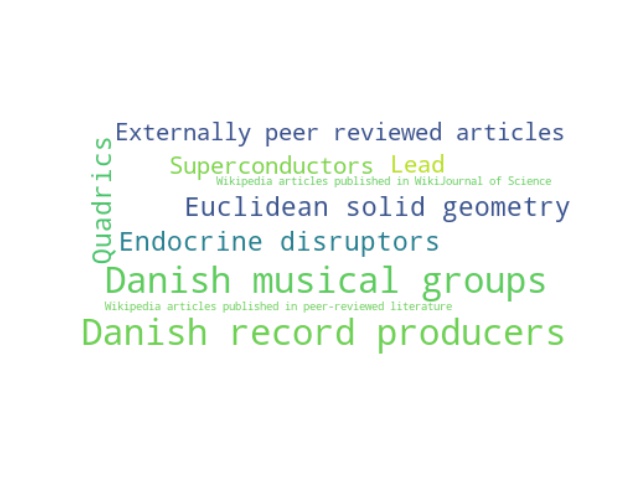 Externally peer reviewed articles
Quadrics
Superconductors
Lead
Wikipedia articles published in WikiJournal of Science
Euclidean solid geometry
Endocrine disruptors
Danish musical groups
Wikipedia articles published in peer-reviewed literature
Danish record producers